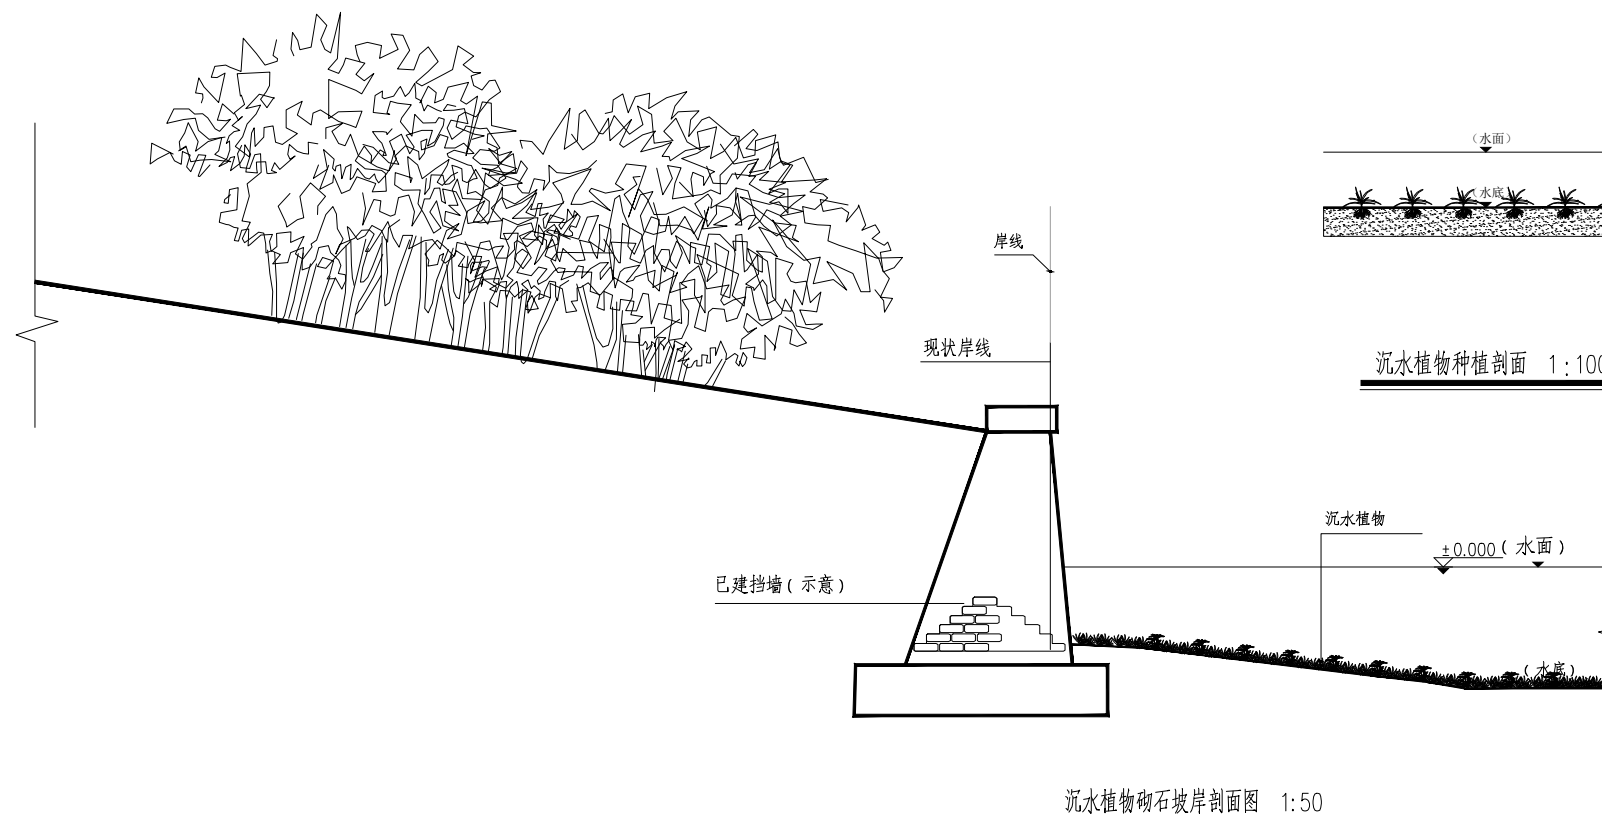 （水面）
（水底
岸线
现状岸线
沉水植物种植剖面 1:100
沉水植物
±0.000（水面）
已建挡墙（示意）
（水底）
沉水植物砌石坡岸剖面图 1:50